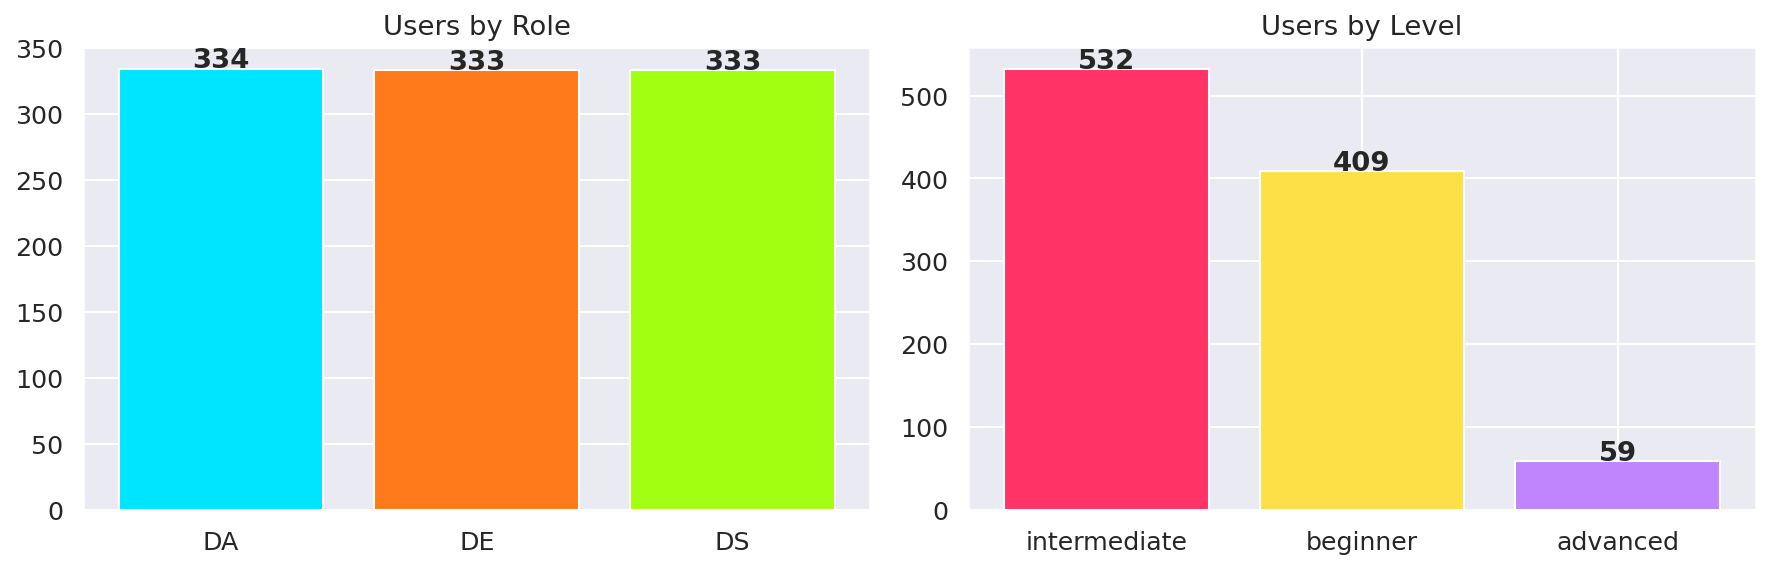 Users by Role
350
300
250
200
150
100
50
0
334
333
333
DA
DE
DS
Users by Level
500
400
300
200
100
0
532
409
59
intermediate
beginner
advanced